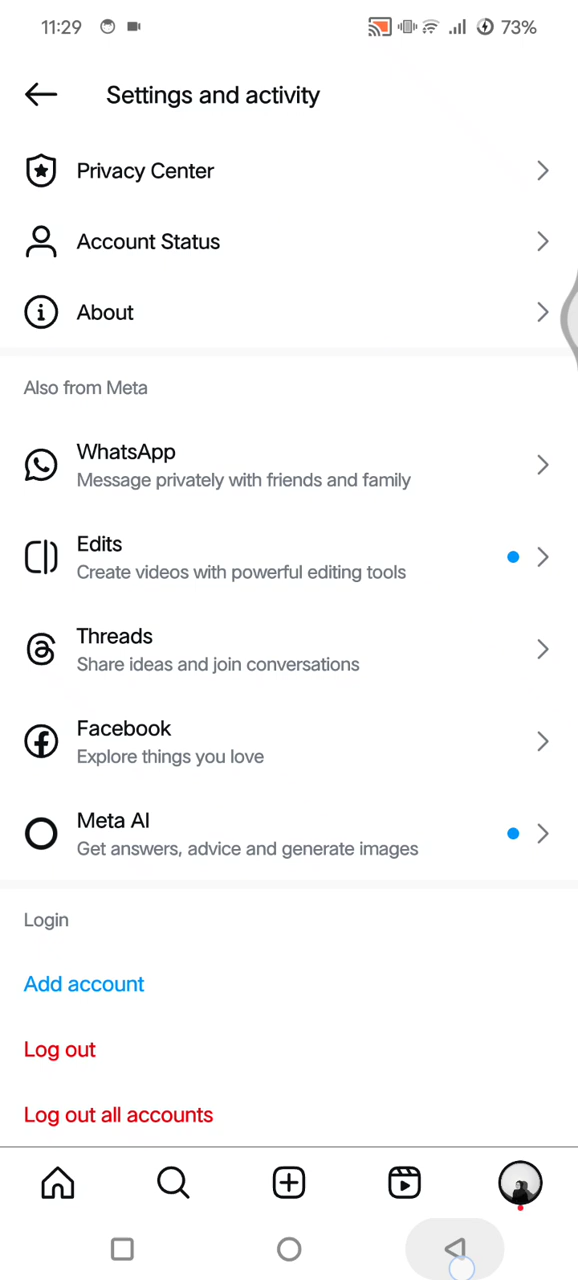 11:29
73%
Settings and activity
Privacy Center
Account Status
About
Also from Meta
WhatsApp
Message privately with friends and family
Edits
Create videos with powerful editing tools
Threads
Share ideas and join conversations
Facebook
Explore things you love
Meta AI
Get answers, advice and generate images
Login
Add account
Log out
Log out all accounts